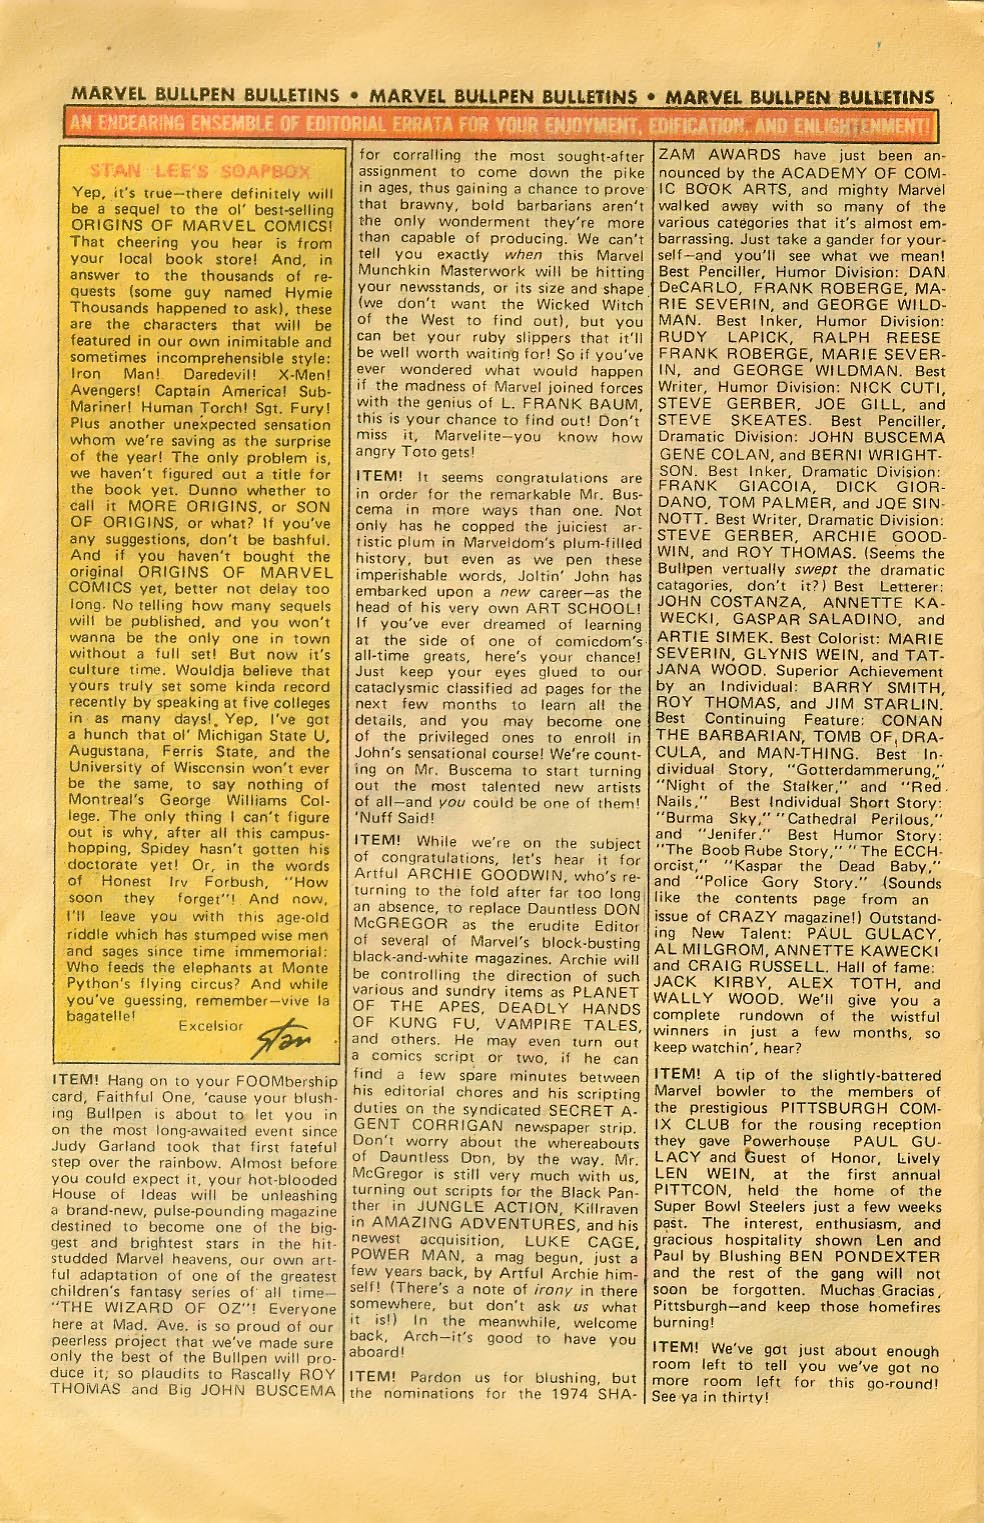 MARVEL BULLPEN BULLETINS • MARVEL BULLPEN BULLETINS • MARVEL BULLPEN BULLETINS
AN ENDEARING ENSEMBLE OF EDITORIAL ERRATA FOR YOUR ENJOYMENT, EDIFICATION, AND ENLIGHTENMENT!
STAN LEE'S SOAPBOX
Yep, it's true—there definitely will
be a sequel to the ol' best-selling
ORIGINS OF MARVEL COMICS!
That cheering you hear is from
your local book store! And, in
answer to the thousands of re-
quests (some guy named Hymie
Thousands happened to ask), these
are the characters that will be
featured in our own inimitable and
sometimes incomprehensible style:
Iron Man! Daredevil! X-Men!
Avengers! Captain America! Sub-
Mariner! Human Torch! Sgt. Fury!
Plus another unexpected sensation
whom we're saving as the surprise
of the year! The only problem is,
we haven't figured out a title for
the book yet. Dunno whether to
call it MORE ORIGINS, or SON
OF ORIGINS, or what? If you've
any suggestions, don't be bashful.
And if you haven't bought the
original ORIGINS OF MARVEL
COMICS yet, better not delay too
long. No telling how many sequels
will be published, and you won't
wanna be the only one in town
without a full set! But now it's
culture time. Wouldja believe that
yours truly set some kinda record
recently by speaking at five colleges
in as many days! Yep, I've got
a hunch that ol' Michigan State U,
Augustana, Ferris State, and the
University of Wisconsin won't ever
be the same, to say nothing of
Montreal's George Williams Col-
lege. The only thing I can't figure
out is why, after all this campus-
hopping, Spidey hasn't gotten his
doctorate yet! Or, in the words
of Honest Irv Forbush, "How
soon they forget"! And now,
I'll leave you with this age-old
riddle which has stumped wise men
and sages since time immemorial:
Who feeds the elephants at Monte
Python's flying circus? And while
you've guessing, remember—vive la
bagatelle!
Excelsior
Stan
ITEM! Hang on to your FOOMbership
card, Faithful One, 'cause your blush-
ing Bullpen is about to let you in
on the most long-awaited event since
Judy Garland took that first fateful
step over the rainbow. Almost before
you could expect it, your hot-blooded
House of Ideas will be unleashing
a brand-new, pulse-pounding magazine
destined to become one of the big-
gest and brightest stars in the hit-
studded Marvel heavens, our own art-
ful adaptation of one of the greatest
children's fantasy series of all time—
"THE WIZARD OF OZ"! Everyone
here at Mad. Ave. is so proud of our
peerless project that we've made sure
only the best of the Bullpen will pro-
duce it; so plaudits to Rascally ROY
THOMAS and Big JOHN BUSCEMA
for corralling the most sought-after
assignment to come down the pike
in ages, thus gaining a chance to prove
that brawny, bold barbarians aren't
the only wonderment they're more
than capable of producing. We can't
tell you exactly when this Marvel
Munchkin Masterwork will be hitting
your newsstands, or its size and shape
(we don't want the Wicked Witch
of the West to find out), but you
can bet your ruby slippers that it'll
be well worth waiting for! So if you've
ever wondered what would happen
if the madness of Marvel joined forces
with the genius of L. FRANK BAUM,
this is your chance to find out! Don't
miss it, Marvelite—you know how
angry Toto gets!
ITEM! It seems congratulations are
in order for the remarkable Mr. Bus-
cema in more ways than one. Not
only has he copped the juiciest ar-
tistic plum in Marveldom's plum-filled
history, but even as we pen these
imperishable words, Joltin' John has
embarked upon a new career—as the
head of his very own ART SCHOOL!
If you've ever dreamed of learning
at the side of one of comicdom's
all-time greats, here's your chance!
Just keep your eyes glued to our
cataclysmic classified ad pages for the
next few months to learn all the
details, and you may become one
of the privileged ones to enroll in
John's sensational course! We're count-
ing on Mr. Buscema to start turning
out the most talented new artists
of all—and you could be one of them!
'Nuff Said!
ITEM! While we're on the subject
of congratulations, let's hear it for
Artful ARCHIE GOODWIN, who's re-
turning to the fold after far too long
an absence, to replace Dauntless DON
McGREGOR as the erudite Editor
of several of Marvel's block-busting
black-and-white magazines. Archie will
be controlling the direction of such
various and sundry items as PLANET
OF THE APES, DEADLY HANDS
OF KUNG FU, VAMPIRE TALES,
and others. He may even turn out
a comics script or two, if he can
find a few spare minutes between
his editorial chores and his scripting
duties on the syndicated SECRET A-
GENT CORRIGAN newspaper strip.
Don't worry about the whereabouts
of Dauntless Don, by the way. Mr.
McGregor is still very much with us,
turning out scripts for the Black Pan-
ther in JUNGLE ACTION, Killraven
in AMAZING ADVENTURES, and his
newest acquisition, LUKE CAGE,
POWER MAN, a mag begun, just a
few years back, by Artful Archie him-
self! (There's a note of irony in there
somewhere, but don't ask us what
it is!) In the meanwhile, welcome
back, Arch—it's good to have you
aboard!
ITEM! Pardon us for blushing, but
the nominations for the 1974 SHA-
ZAM AWARDS have just been an-
nounced by the ACADEMY OF COM-
IC BOOK ARTS, and mighty Marvel
walked away with so many of the
various categories that it's almost em-
barrassing. Just take a gander for your-
self—and you'll see what we mean!
Best Penciller, Humor Division: DAN
DeCARLO, FRANK ROBERGE, MA-
RIE SEVERIN, and GEORGE WILD-
MAN. Best Inker, Humor Division:
RUDY LAPICK, RALPH REESE
FRANK ROBERGE, MARIE SEVER-
IN, and GEORGE WILDMAN. Best
Writer, Humor Division: NICK CUTI,
STEVE GERBER, JOE GILL, and
STEVE SKEATES. Best Penciller,
Dramatic Division: JOHN BUSCEMA
GENE COLAN, and BERNI WRIGHT-
SON. Best Inker, Dramatic Division:
FRANK GIACOIA, DICK GIOR-
DANO, TOM PALMER, and JOE SIN-
NOTT. Best Writer, Dramatic Division:
STEVE GERBER, ARCHIE GOOD-
WIN, and ROY THOMAS. (Seems the
Bullpen vertually swept the dramatic
catagories, don't it?) Best Letterer:
JOHN COSTANZA, ANNETTE KA-
WECKI, GASPAR SALADINO, and
ARTIE SIMEK. Best Colorist: MARIE
SEVERIN, GLYNIS WEIN, and TAT-
JANA WOOD. Superior Achievement
by an Individual: BARRY SMITH,
ROY THOMAS, and JIM STARLIN.
Best Continuing Feature: CONAN
THE BARBARIAN, TOMB OF DRA-
CULA, and MAN-THING. Best In-
dividual Story, "Gotterdammerung,"
"Night of the Stalker," and "Red
Nails," Best Individual Short Story:
"Burma Sky," "Cathedral Perilous,"
and "Jenifer." Best Humor Story:
"The Boob Rube Story," "The ECCH-
orcist," "Kaspar the Dead Baby,"
and "Police Gory Story." (Sounds
like the contents page from an
issue of CRAZY magazine!) Outstand-
ing New Talent: PAUL GULACY,
AL MILGROM, ANNETTE KAWECKI
and CRAIG RUSSELL. Hall of fame:
JACK KIRBY, ALEX TOTH, and
WALLY WOOD. We'll give you a
complete rundown of the wistful
winners in just a few months, so
keep watchin', hear?
ITEM! A tip of the slightly-battered
Marvel bowler to the members of
the prestigious PITTSBURGH COM-
IX CLUB for the rousing reception
they gave Powerhouse PAUL GU-
LACY and Guest of Honor, Lively
LEN WEIN, at the first annual
PITTCON, held the home of the
Super Bowl Steelers just a few weeks
past. The interest, enthusiasm, and
gracious hospitality shown Len and
Paul by Blushing BEN PONDEXTER
and the rest of the gang will not
soon be forgotten. Muchas Gracias,
Pittsburgh—and keep those homefires
burning!
ITEM! We've got just about enough
room left to tell you we've got no
more room left for this go-round!
See ya in thirty!